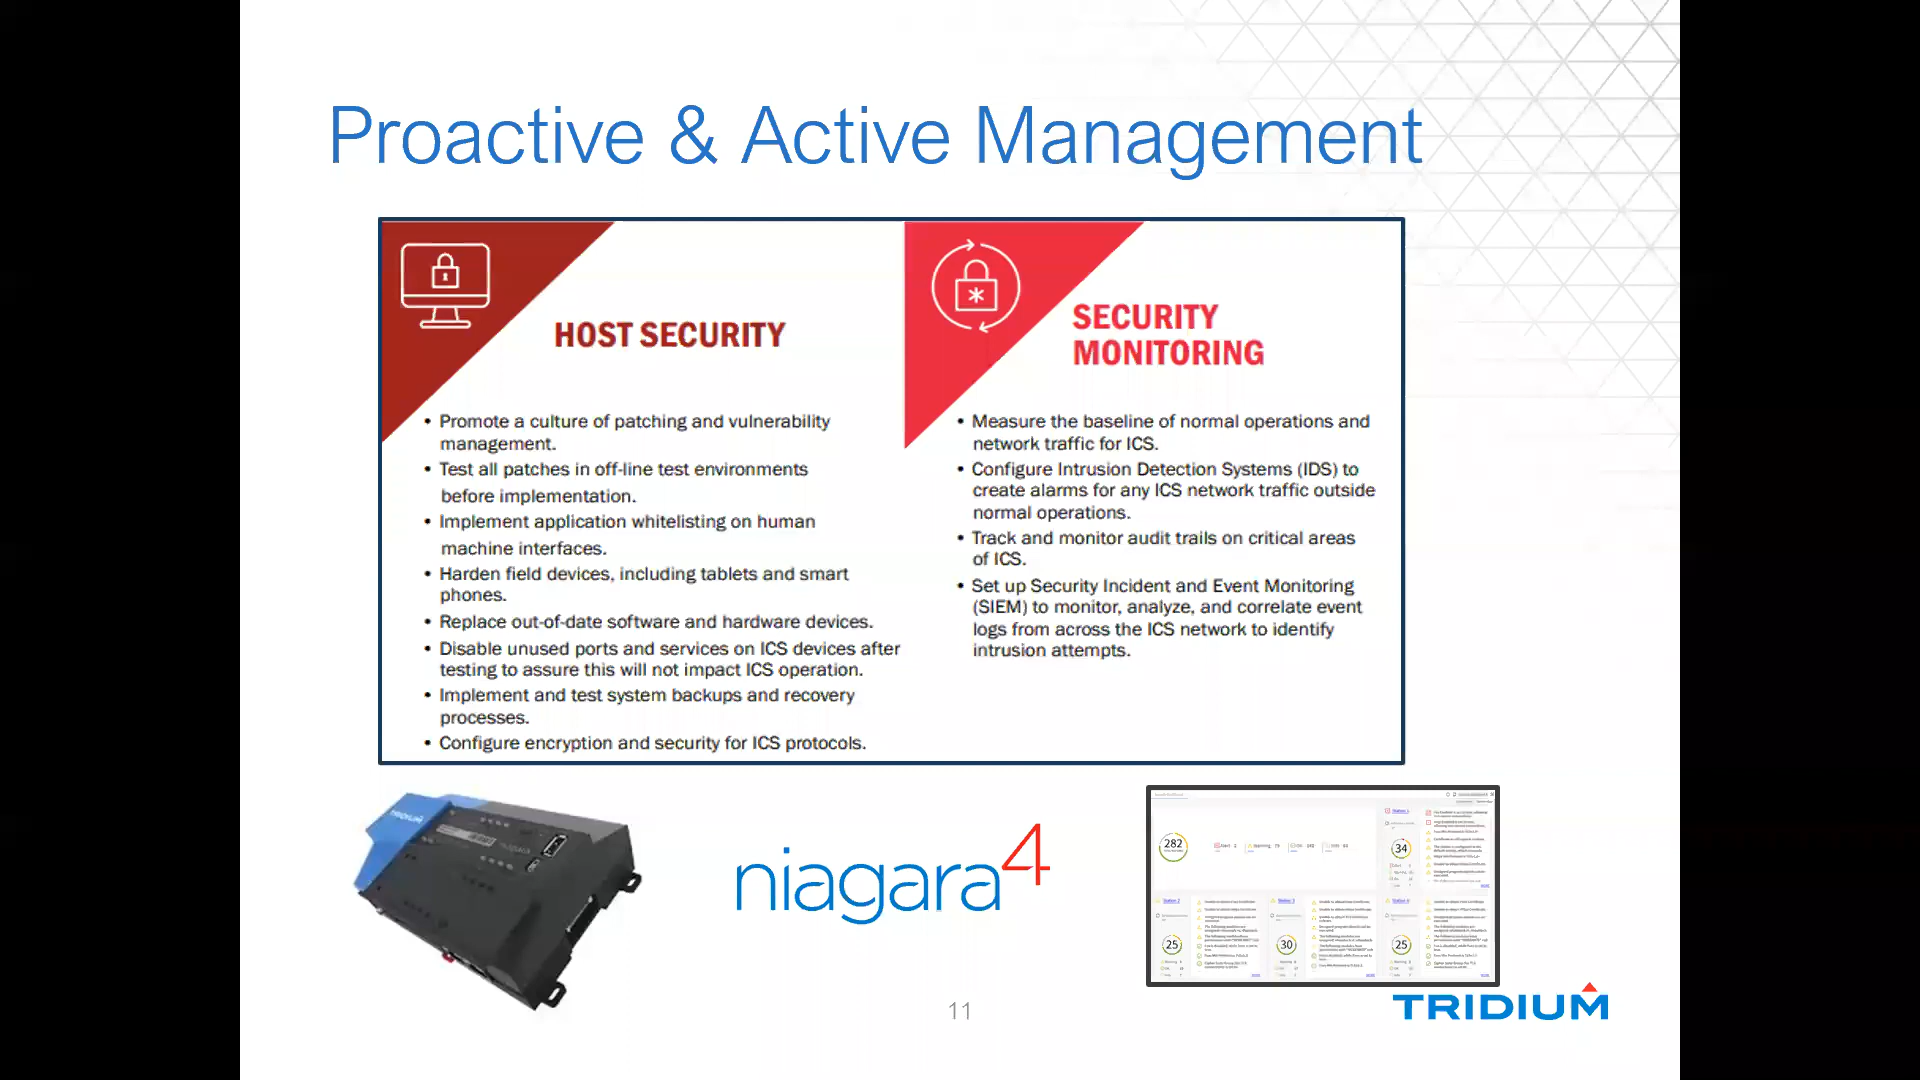 Proactive & Active Management
HOST SECURITY
• Promote a culture of patching and vulnerability
management.
• Test all patches in off-line test environments
before implementation.
• Implement application whitelisting on human
machine interfaces.
• Harden field devices, including tablets and smart
phones.
• Replace out-of-date software and hardware devices.
• Disable unused ports and services on ICS devices after
testing to assure this will not impact ICS operation.
• Implement and test system backups and recovery
processes.
• Configure encryption and security for ICS protocols.
SECURITY
MONITORING
• Measure the baseline of normal operations and
network traffic for ICS.
• Configure Intrusion Detection Systems (IDS) to
create alarms for any ICS network traffic outside
normal operations.
• Track and monitor audit trails on critical areas
of ICS.
• Set up Security Incident and Event Monitoring
(SIEM) to monitor, analyze, and correlate event
logs from across the ICS network to identify
intrusion attempts.
TRIDIUM
niagara4
282
34
Station 2
Station 3
25
30
25
11
TRIDIUM